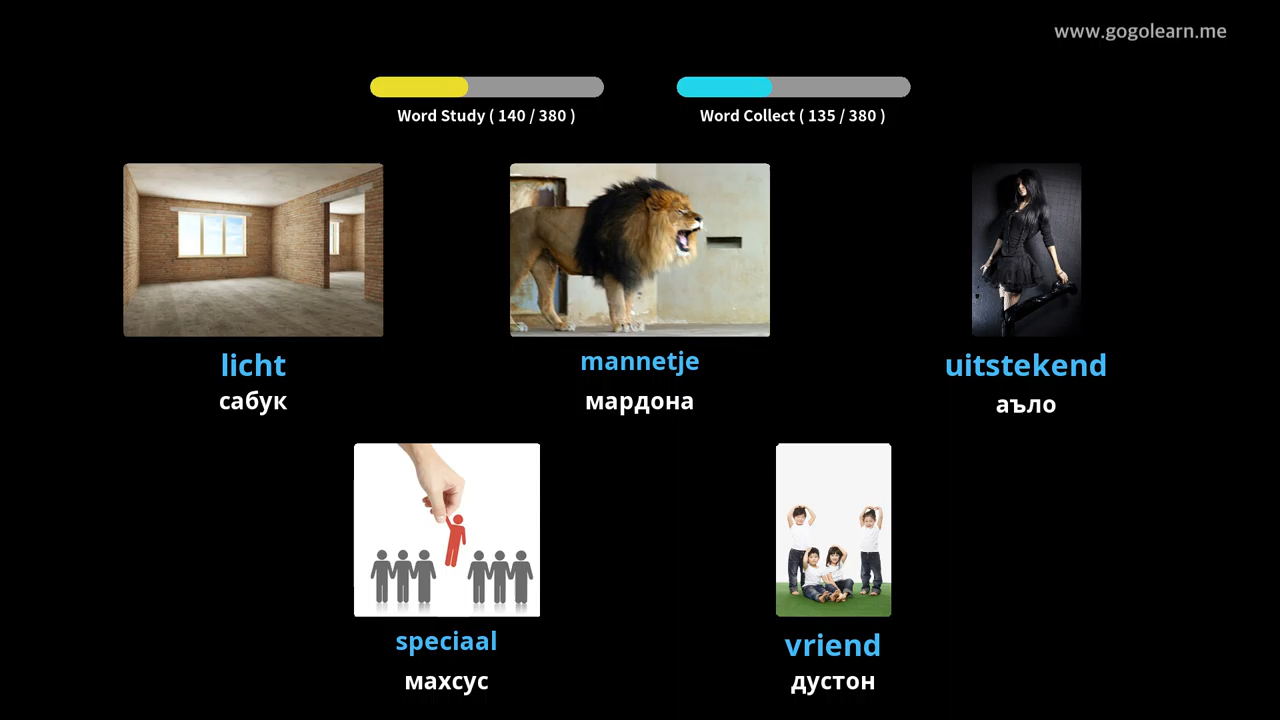 www.gogolearn.me
Word Study ( 140 / 380 )
Word Collect ( 135 / 380 )
licht
сабук
mannetje
мардона
uitstekend
аъло
speciaal
махсус
vriend
дустон